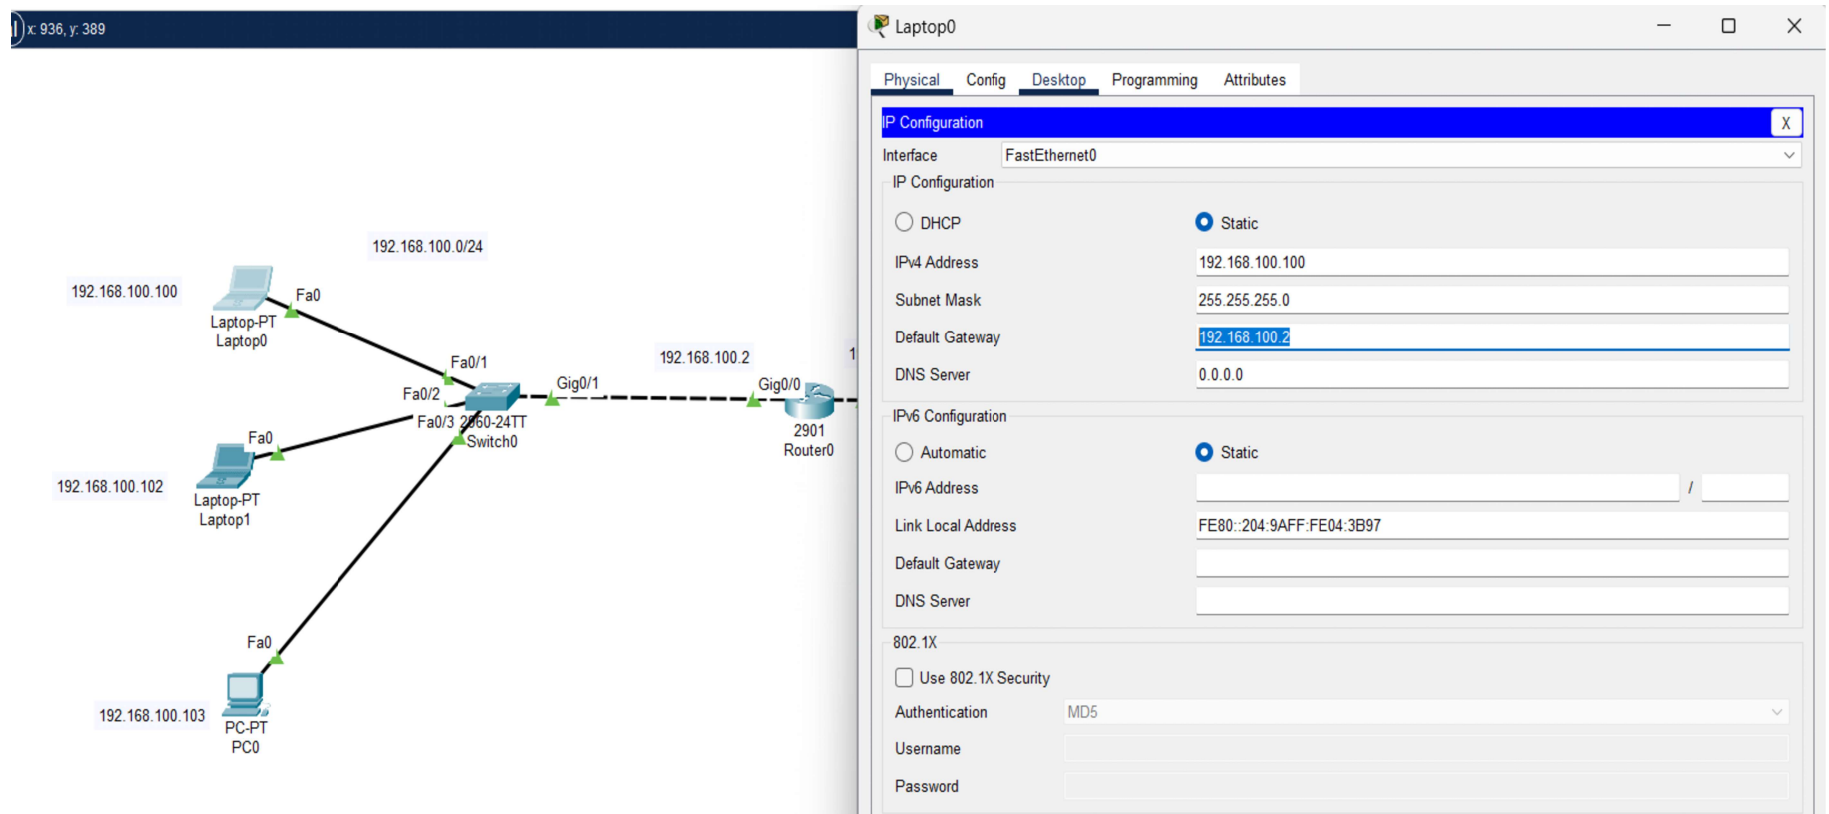 x: 936, y: 389
192.168.100.0/24
192.168.100.100
Fa0
Laptop-PT
Laptop0
Fa0/1
192.168.100.2
1
Fa0/2
Gig0/1
Gig0/0
Fa0/3 2960-24TT
Switch0
2901
Router0
Fa0
192.168.100.102
Laptop-PT
Laptop1
Fa0
192.168.100.103
PC-PT
PC0
Laptop0
Physical Config Desktop Programming Attributes
IP Configuration X
Interface FastEthernet0
IP Configuration
DHCP Static
IPv4 Address 192.168.100.100
Subnet Mask 255.255.255.0
Default Gateway 192.168.100.2
DNS Server 0.0.0.0
IPv6 Configuration
Automatic Static
IPv6 Address /
Link Local Address FE80::204:9AFF:FE04:3B97
Default Gateway
DNS Server
802.1X
Use 802.1X Security
Authentication MD5
Username
Password